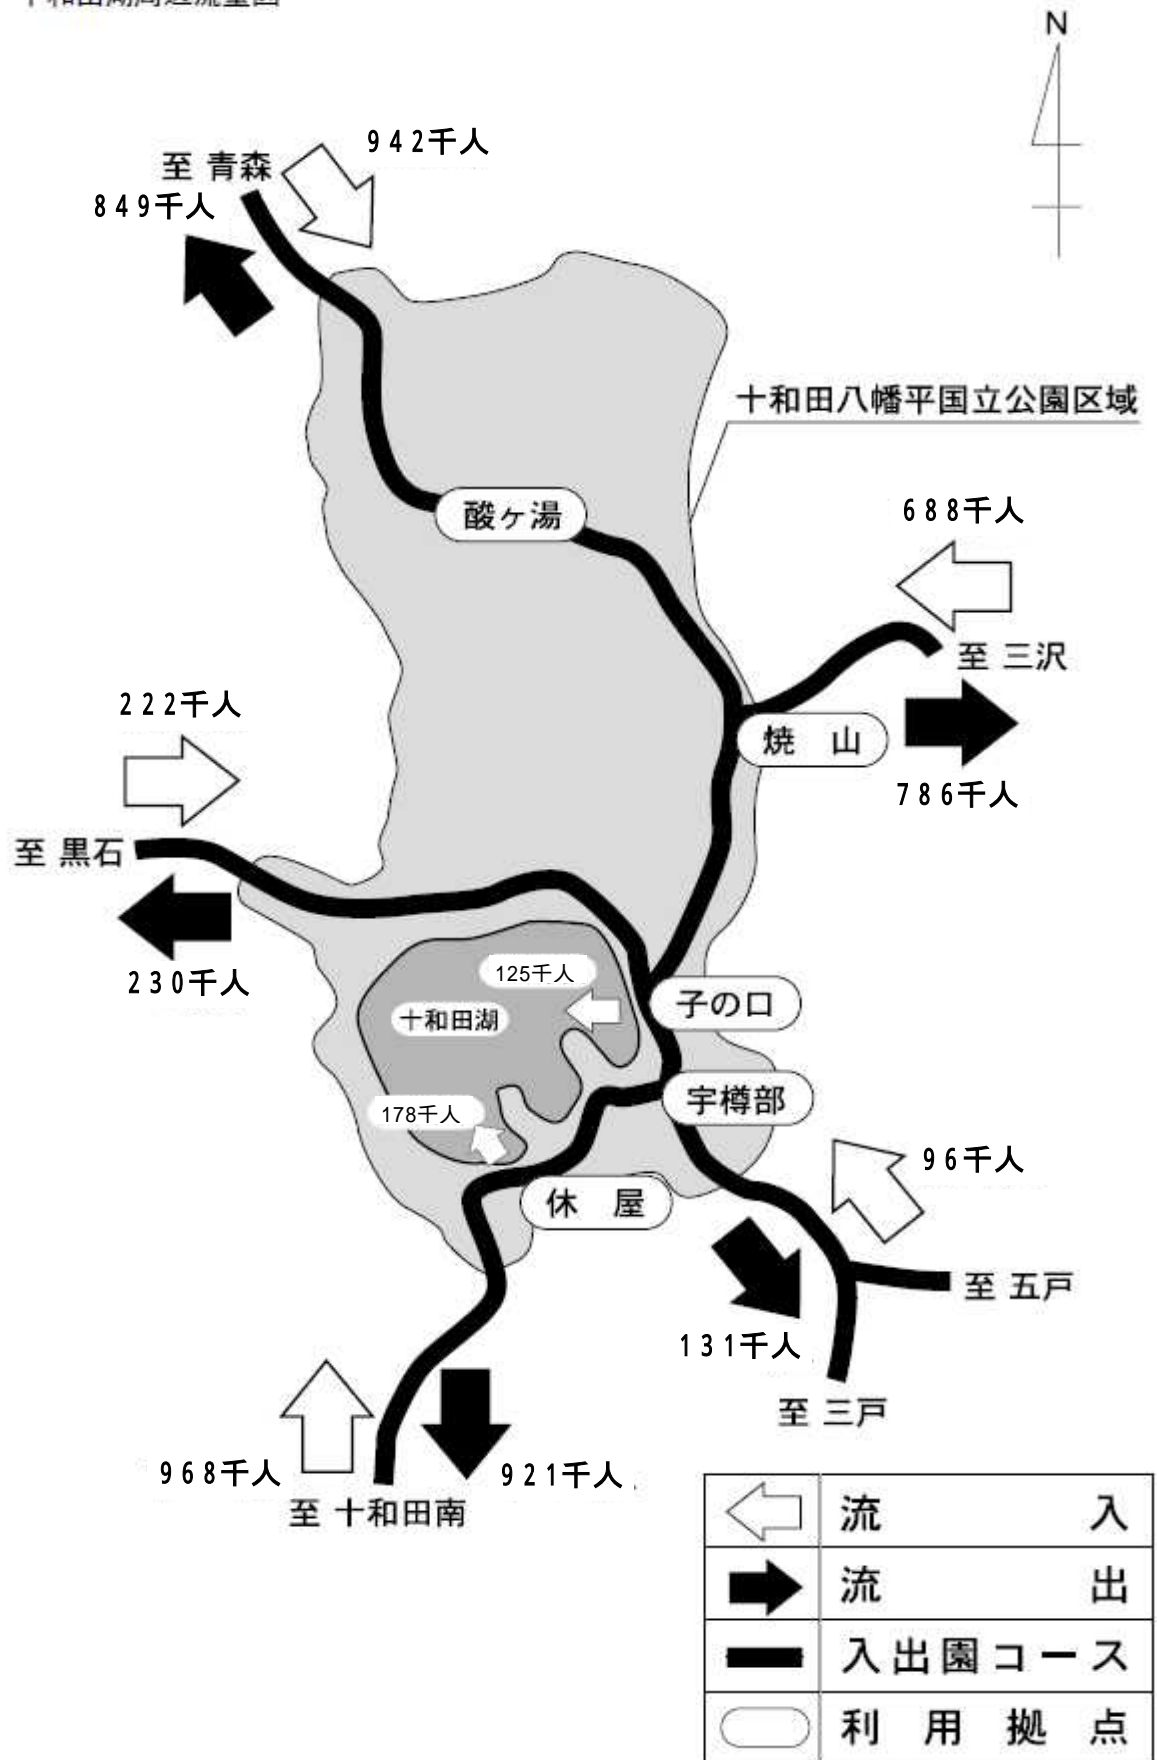 N
942千人
至 青森
849千人
十和田八幡平国立公園区域
688千人
酸ヶ湯
至 三沢
222千人
焼 山
786千人
至 黒石
230千人
125千人
子の口
十和田湖
宇樽部
178千人
96千人
休 屋
至 五戸
131千人
至 三戸
968千人
921千人
至 十和田南
流 入
流 出
入出園コース
利用拠点